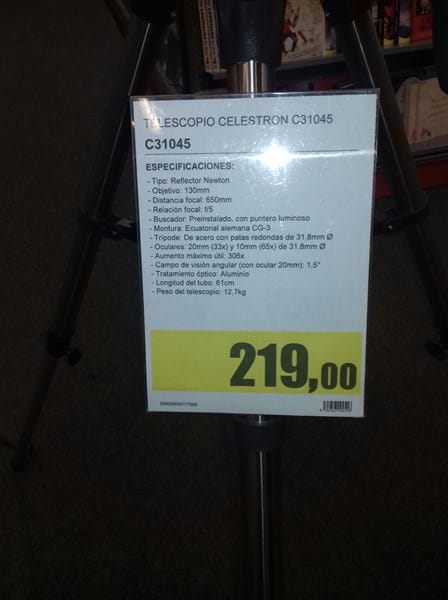 TELESCOPIO CELESTRON C31045
C31045
ESPECIFICACIONES:
- Tipo: Reflector Newton
- Objetivo: 130mm
- Distancia focal: 650mm
- Relación focal: f/5
- Buscador: Preinstalado, con puntero luminoso
- Montura: Ecuatorial alemana CG-3
- Trípode: De acero con patas redondas de 31,8mm Ø
- Oculares: 20mm (33x) y 10mm (65x) de 31,8mm Ø
- Aumento máximo útil: 306x
- Campo de visión angular (con ocular 20mm): 1,5°
- Tratamiento óptico: Aluminio
- Longitud del tubo: 61cm
- Peso del telescopio: 12,7kg
219,00